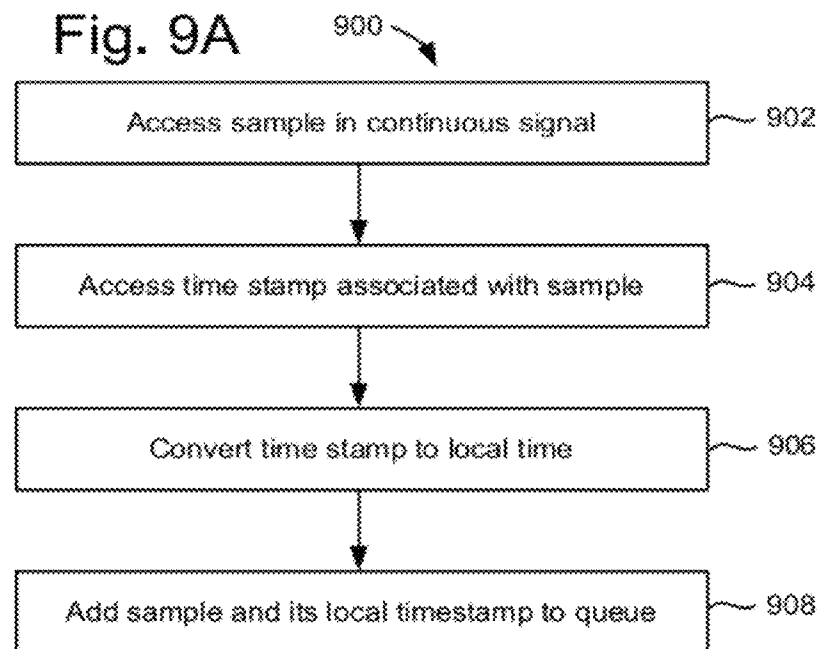 Fig. 9A
900
Access sample in continuous signal
902
Access time stamp associated with sample
904
Convert time stamp to local time
906
Add sample and its local timestamp to queue
908